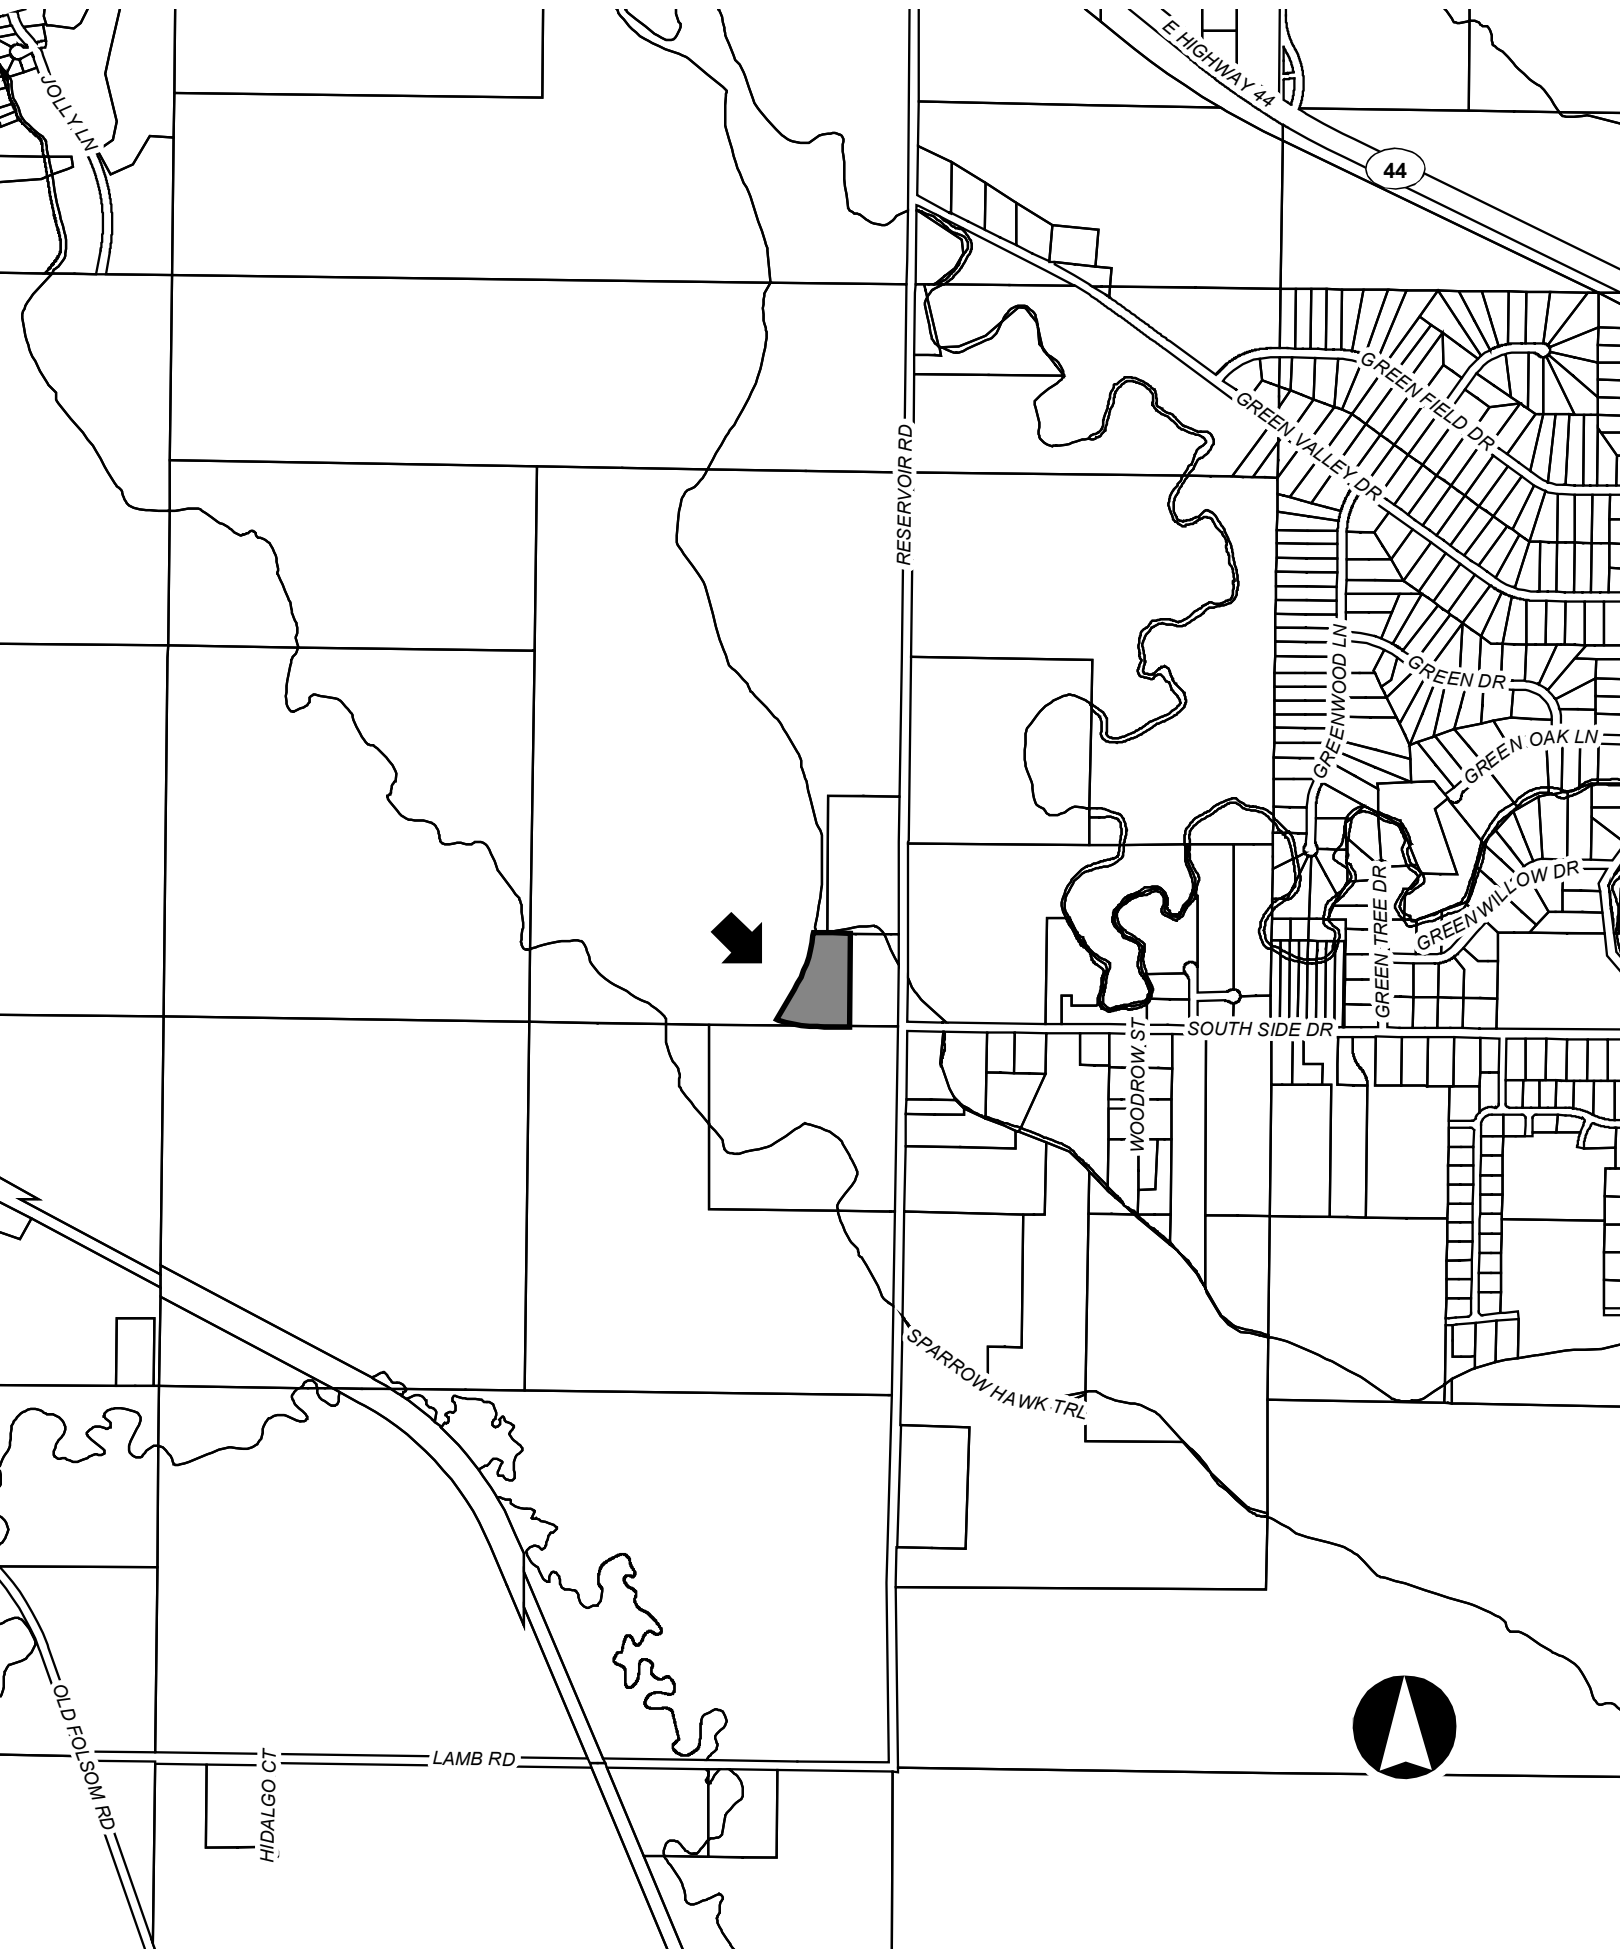 E HIGHWAY 44
JOLLY LN
44
GREEN FIELD DR
GREEN VALLEY DR
RESERVOIR RD
GREENWOOD LN
GREEN DR
GREEN OAK LN
GREEN TREE DR
GREEN WILLOW DR
SOUTH SIDE DR
WOODROW ST
SPARROW HAWK TRL
OLD FOLSOM RD
HIDALGO CT
LAMB RD